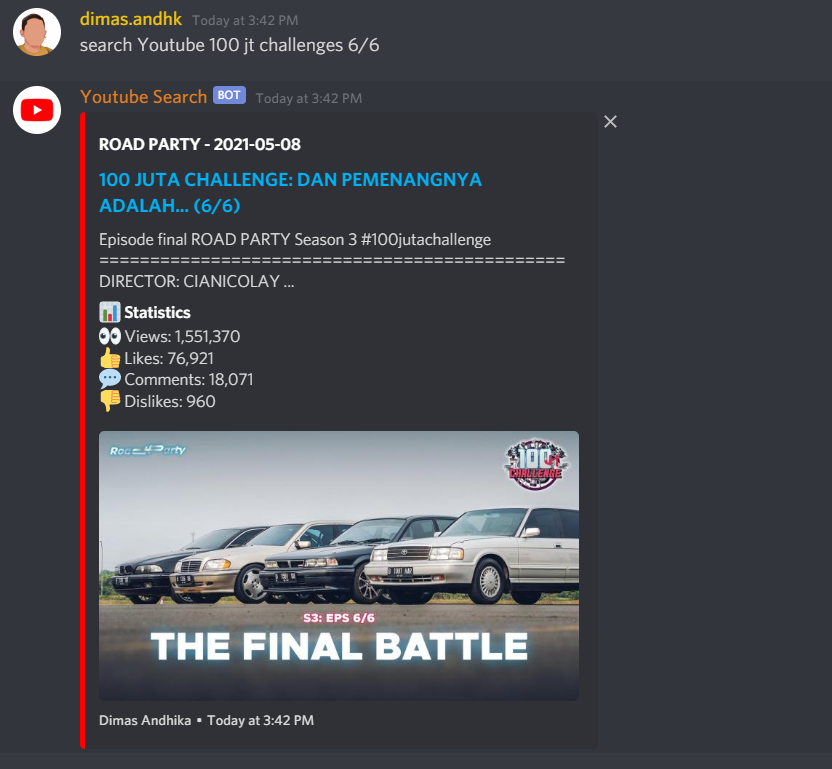 dimas.andhk Today at 3:42 PM
search Youtube 100 jt challenges 6/6
Youtube Search BOT Today at 3:42 PM
ROAD PARTY - 2021-05-08
100 JUTA CHALLENGE: DAN PEMENANGNYA
ADALAH... (6/6)
Episode final ROAD PARTY Season 3 #100jutachallenge
==============================================
DIRECTOR: CIANICOLAY ...
📊 Statistics
👀 Views: 1,551,370
👍 Likes: 76,921
💬 Comments: 18,071
👎 Dislikes: 960
100 JT
CHALLENGE
S3: EPS 6/6
THE FINAL BATTLE
Dimas Andhika • Today at 3:42 PM